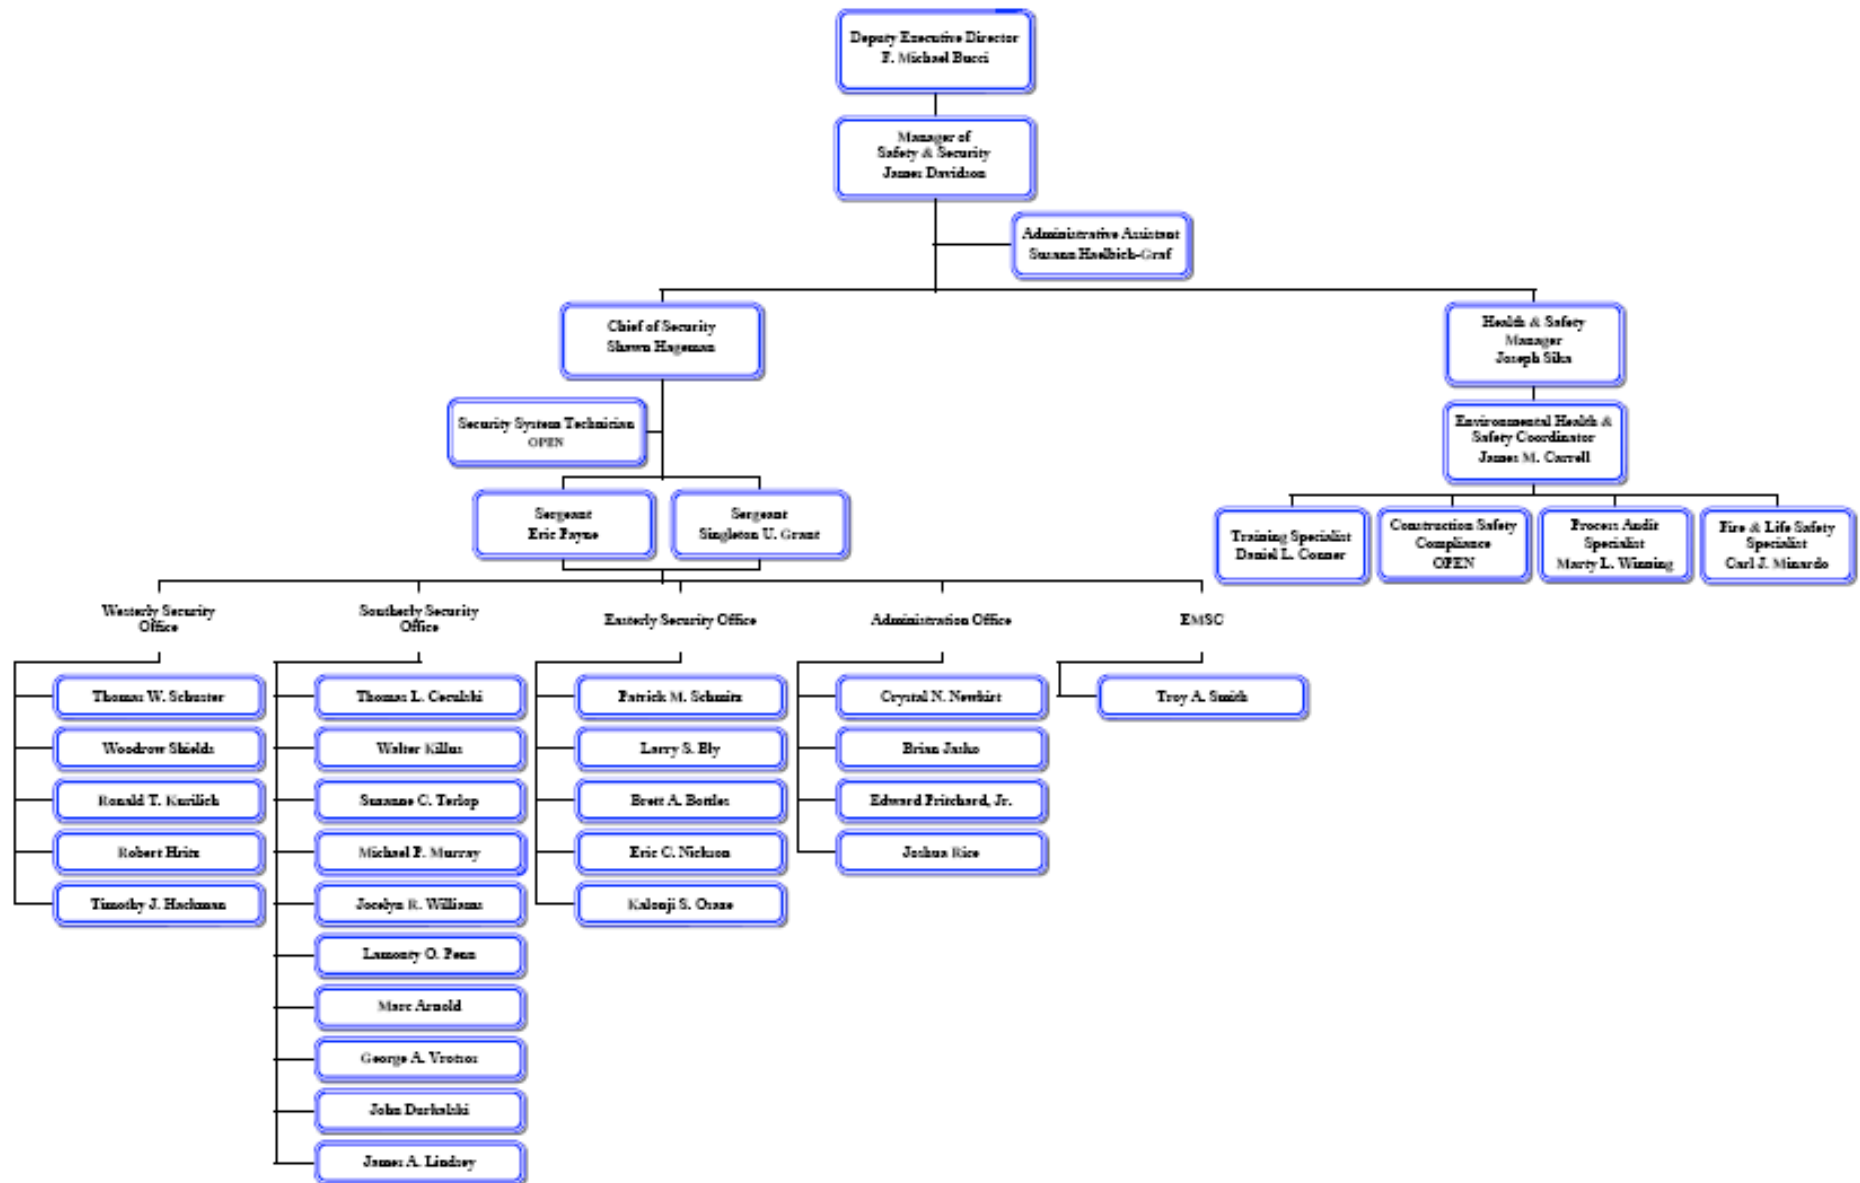 Deputy Executive Director
F. Michael Bucci
Manager of
Safety & Security
James Davidson
Administrative Assistant
Susann Haelbich-Graf
Chief of Security
Shawn Hageman
Health & Safety
Manager
Joseph Sika
Security System Technician
OPEN
Environmental Health &
Safety Coordinator
James M. Carrell
Sergeant
Eric Payne
Sergeant
Singleton U. Grant
Training Specialist
Daniel L. Conner
Construction Safety
Compliance
OPEN
Process Audit
Specialist
Marty L. Winning
Fire & Life Safety
Specialist
Carl J. Minardo
Westerly Security
Office
Thomas W. Schuster
Woodrow Shields
Ronald T. Kurilich
Robert Hritz
Timothy J. Hackman
Southerly Security
Office
Thomas L.
Walter Killus
Suzanne C. Terlop
Michael P. Murray
Jocelyn R. Williams
Lamonty O. Penn
Marc Arnold
George A. Vrotsos
John
James A. Lindsey
Easterly Security Office
Patrick M. Schmitz
Larry S. Bly
Brett A. Bottles
Eric C. Nickson
Kalonji S.
Administration Office
Crystal N. Newkirt
Brian Jasko
Edward Pritchard, Jr.
Joshua Rice
EMSC
Troy A. Smith